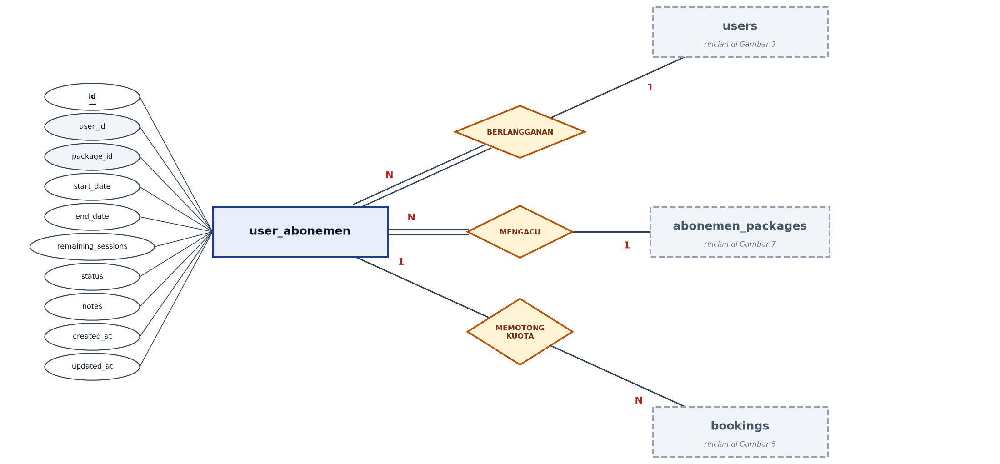 id
user_id
package_id
start_date
end_date
remaining_sessions
status
notes
created_at
updated_at
user_abonemen
N
BERLANGGANAN
1
users
rincian di Gambar 3
N
MENGACU
1
abonemen_packages
rincian di Gambar 7
1
MEMOTONG
KUOTA
N
bookings
rincian di Gambar 5